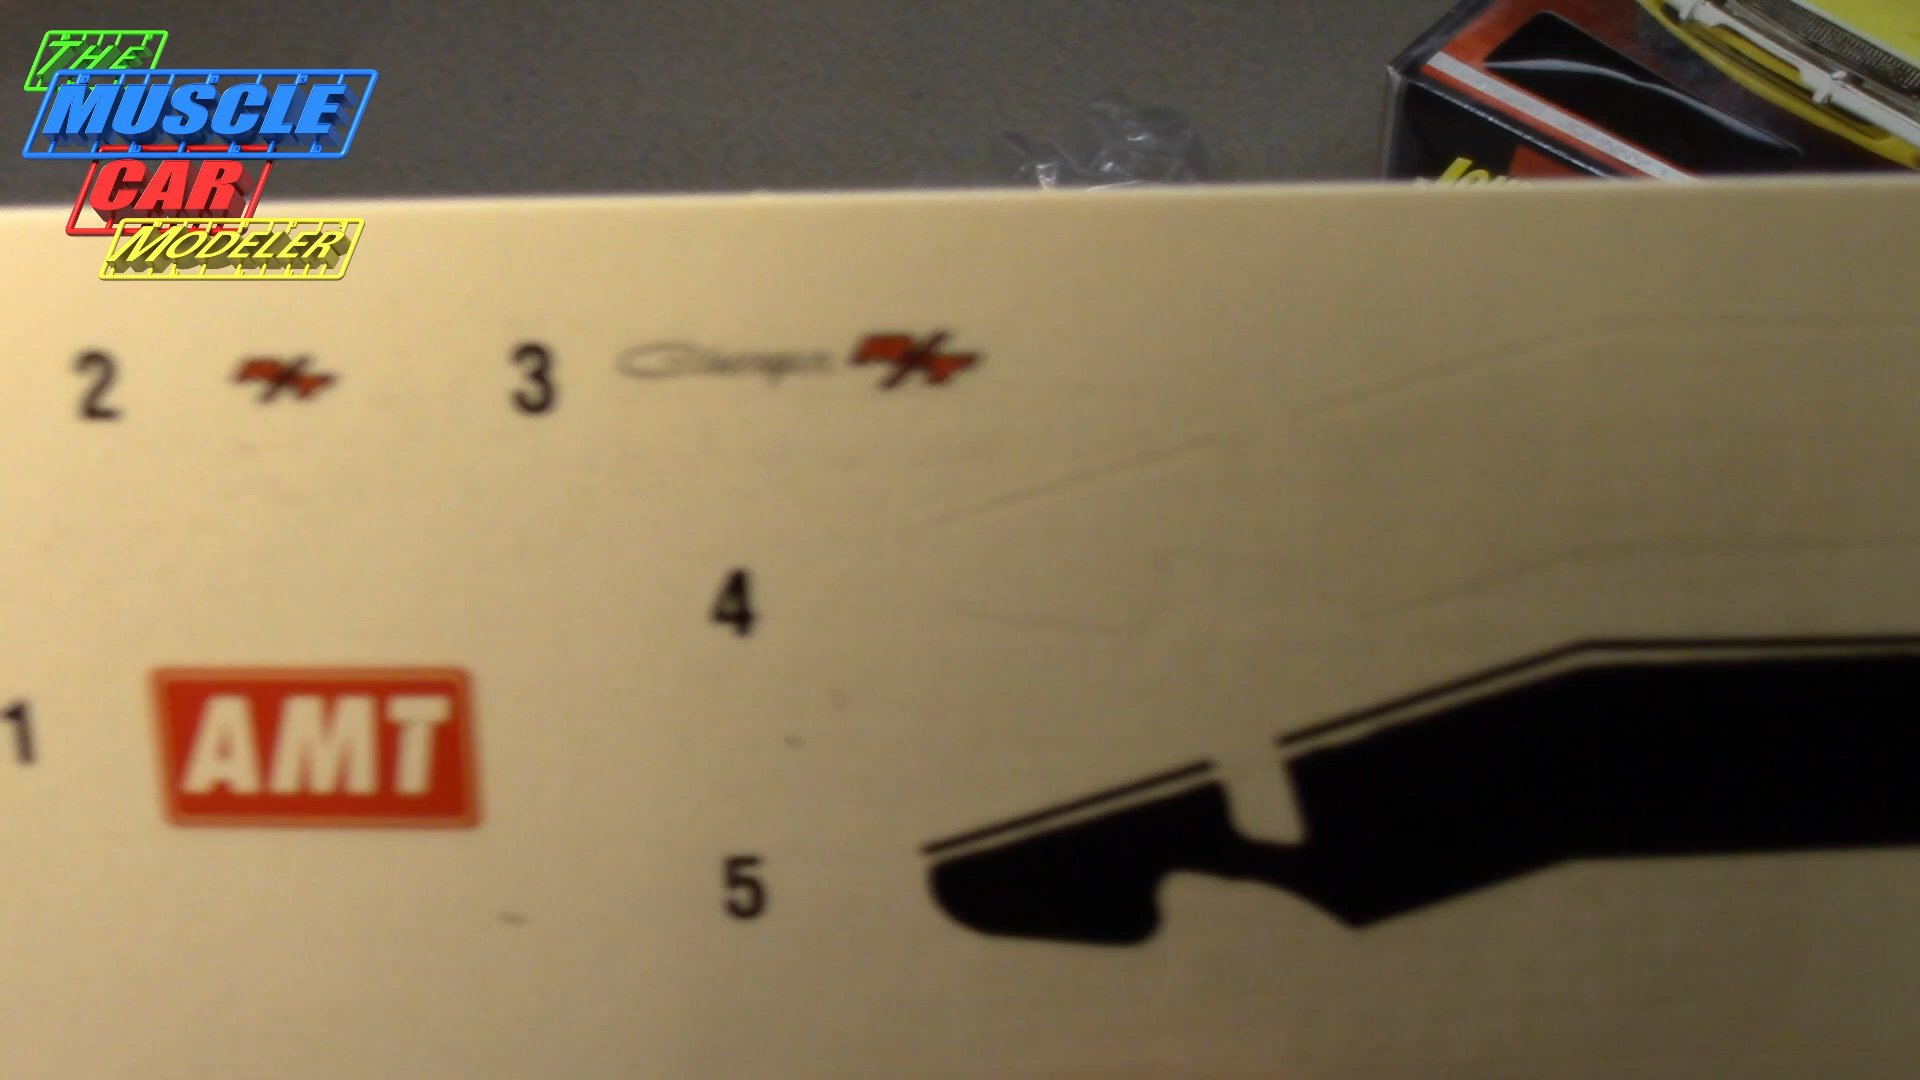 THE
MUSCLE
CAR
MODELER
2
R/T
3
Charger R/T
4
1
AMT
5